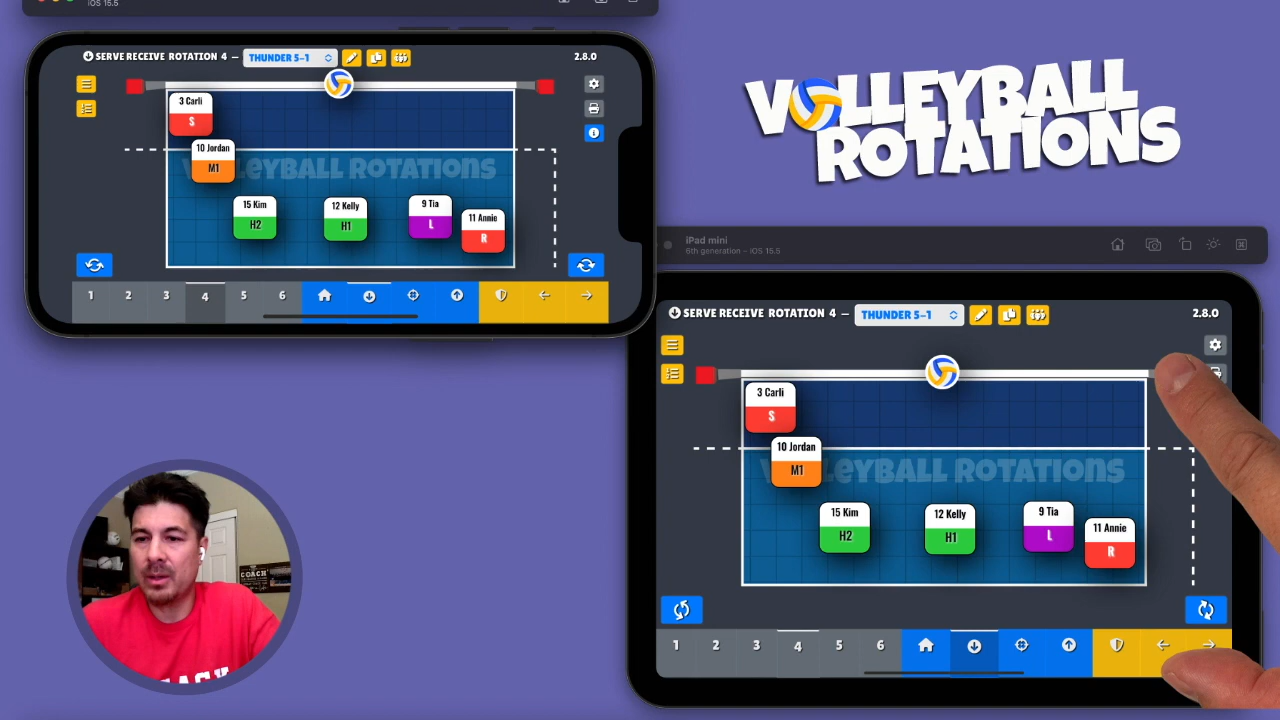 iOS 15.5
SERVE RECEIVE ROTATION 4 –
THUNDER 5-1
2.8.0
3 Carli
S
10 Jordan
M1
VOLLEYBALL ROTATIONS
15 Kim
H2
12 Kelly
H1
9 Tia
L
11 Annie
R
1
2
3
4
5
6
VOLLEYBALL
ROTATIONS
iPad mini
6th generation – iOS 15.5
SERVE RECEIVE ROTATION 4 –
THUNDER 5-1
2.8.0
3 Carli
S
10 Jordan
M1
VOLLEYBALL ROTATIONS
15 Kim
H2
12 Kelly
H1
9 Tia
L
11 Annie
R
1
2
3
4
5
6
COACH